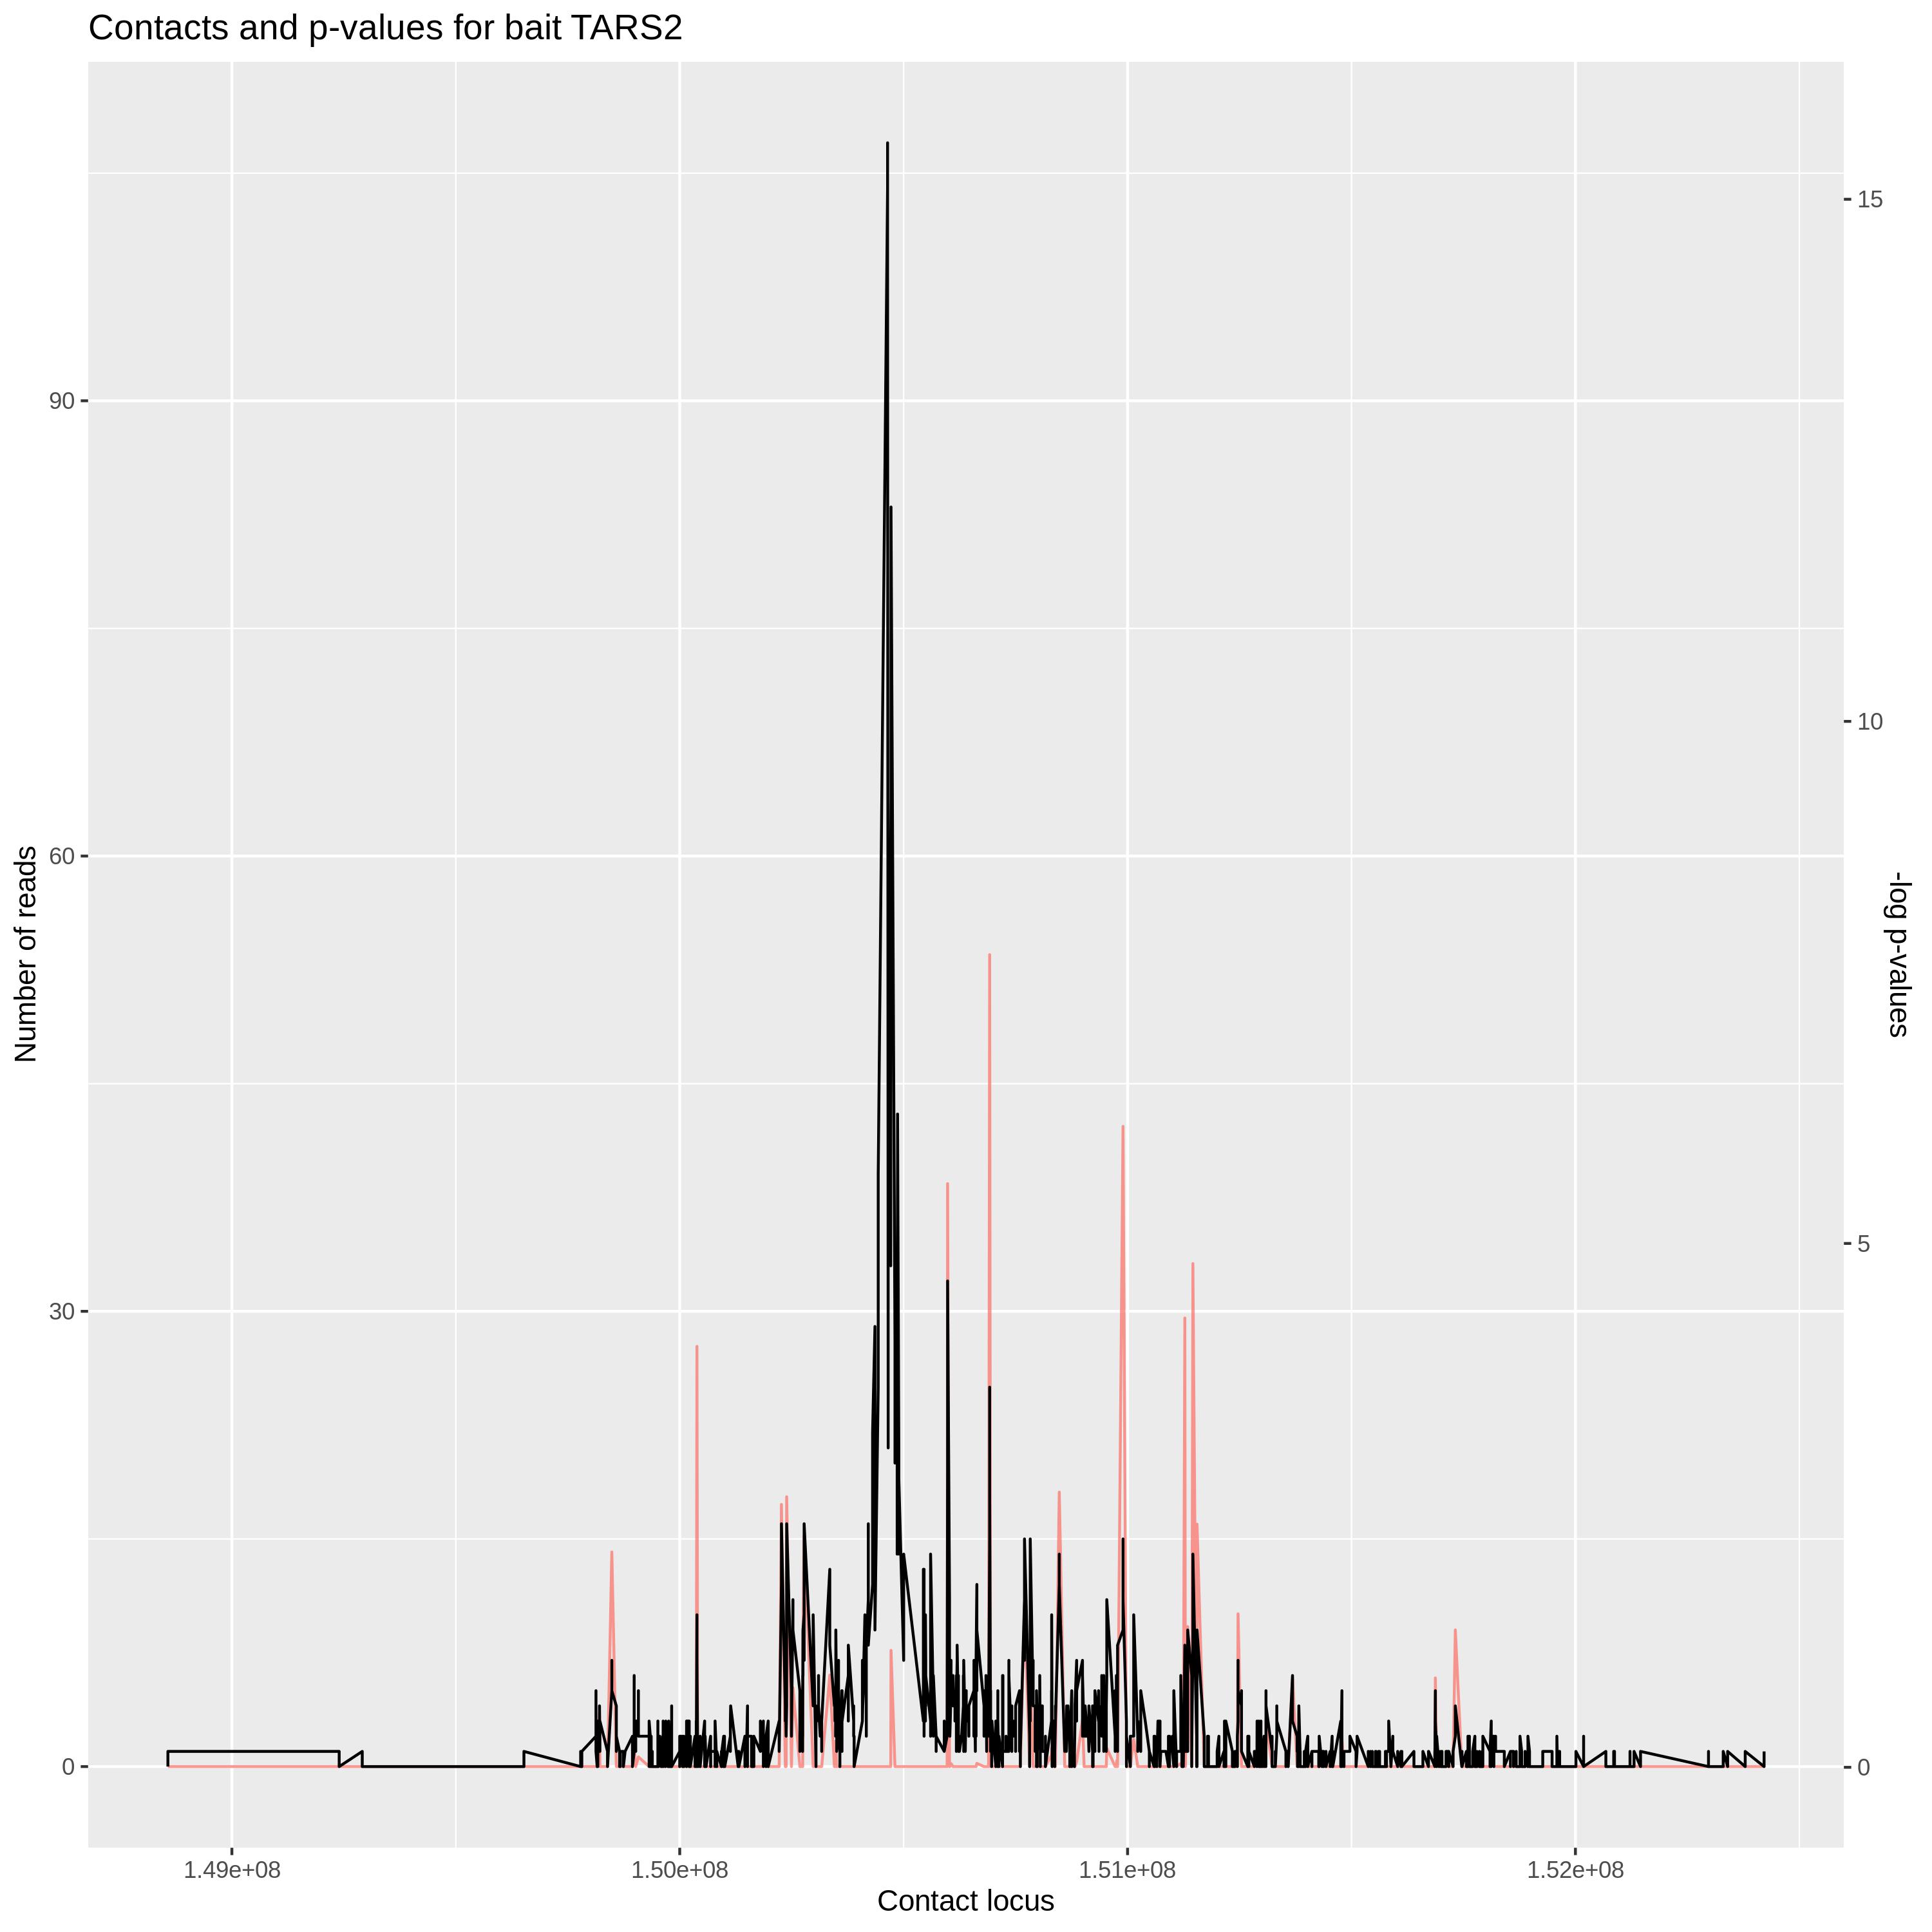 Contacts and p-values for bait TARS2
15
90
10
60
Number of reads
-log p-values
5
30
0
0
1.49e+08
1.50e+08
1.51e+08
1.52e+08
Contact locus